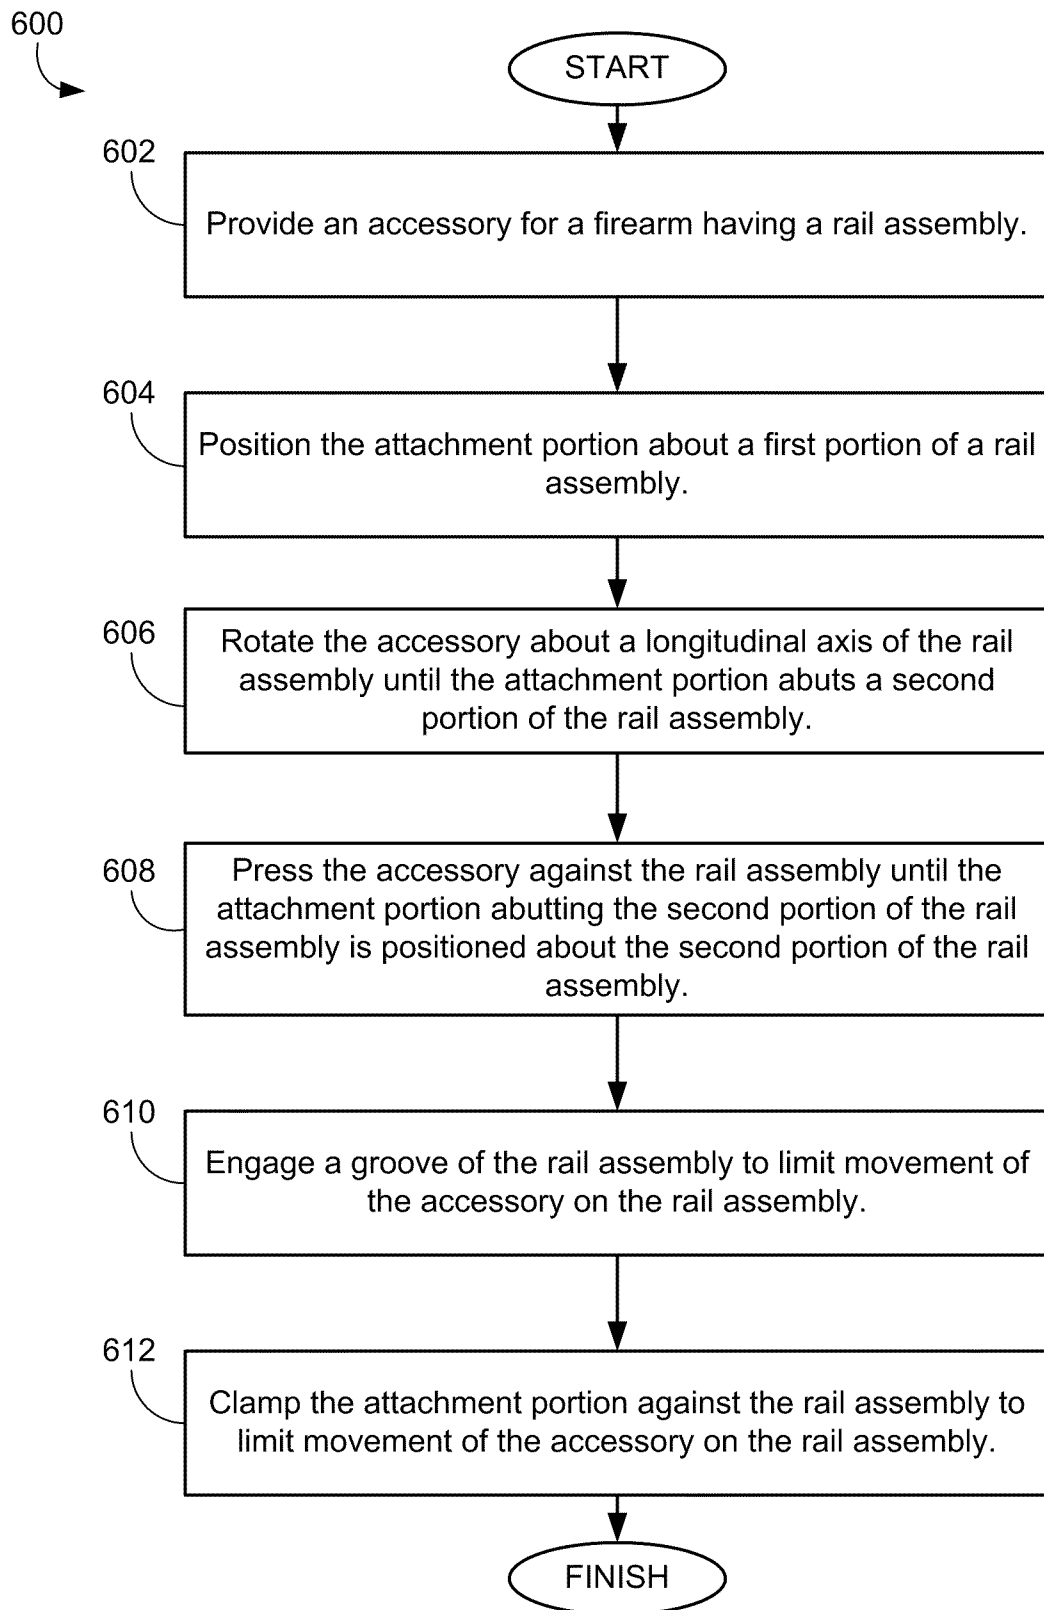 600
START
602
Provide an accessory for a firearm having a rail assembly.
604
Position the attachment portion about a first portion of a rail
assembly.
606
Rotate the accessory about a longitudinal axis of the rail
assembly until the attachment portion abuts a second
portion of the rail assembly.
608
Press the accessory against the rail assembly until the
attachment portion abutting the second portion of the rail
assembly is positioned about the second portion of the rail
assembly.
610
Engage a groove of the rail assembly to limit movement of
the accessory on the rail assembly.
612
Clamp the attachment portion against the rail assembly to
limit movement of the accessory on the rail assembly.
FINISH